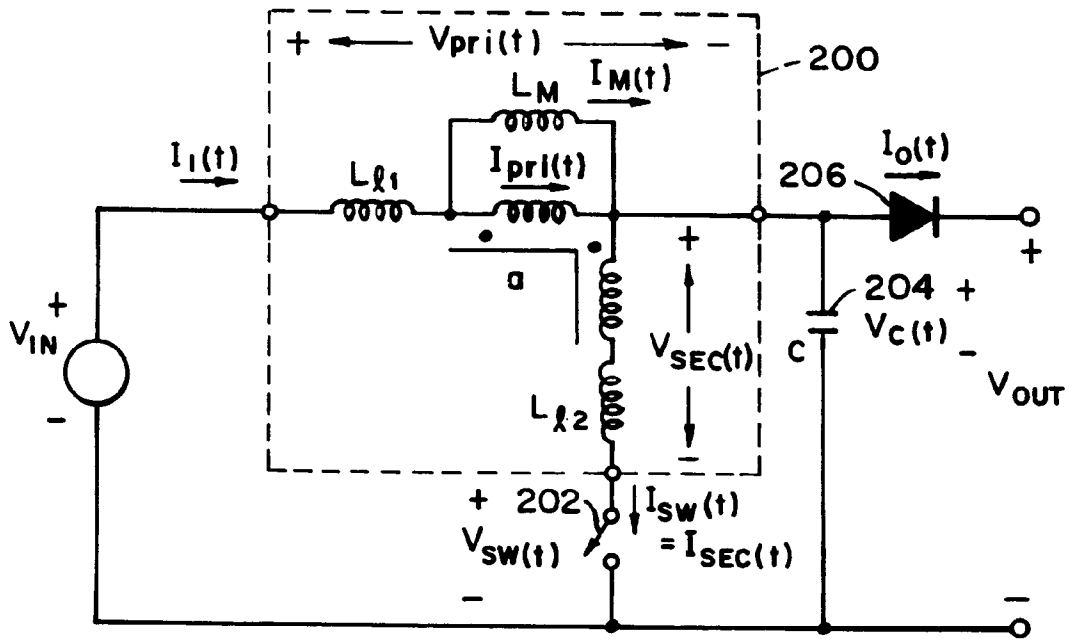 + Vpri(t) -
200
LM
IM(t)
I1(t)
Lℓ1
Ipri(t)
206
IO(t)
a
+
+
VIN
-
VSEC(t)
-
Lℓ2
204
C
+
VC(t)
-
+
VOUT
-
+
202
VSW(t)
-
ISW(t)
= ISEC(t)